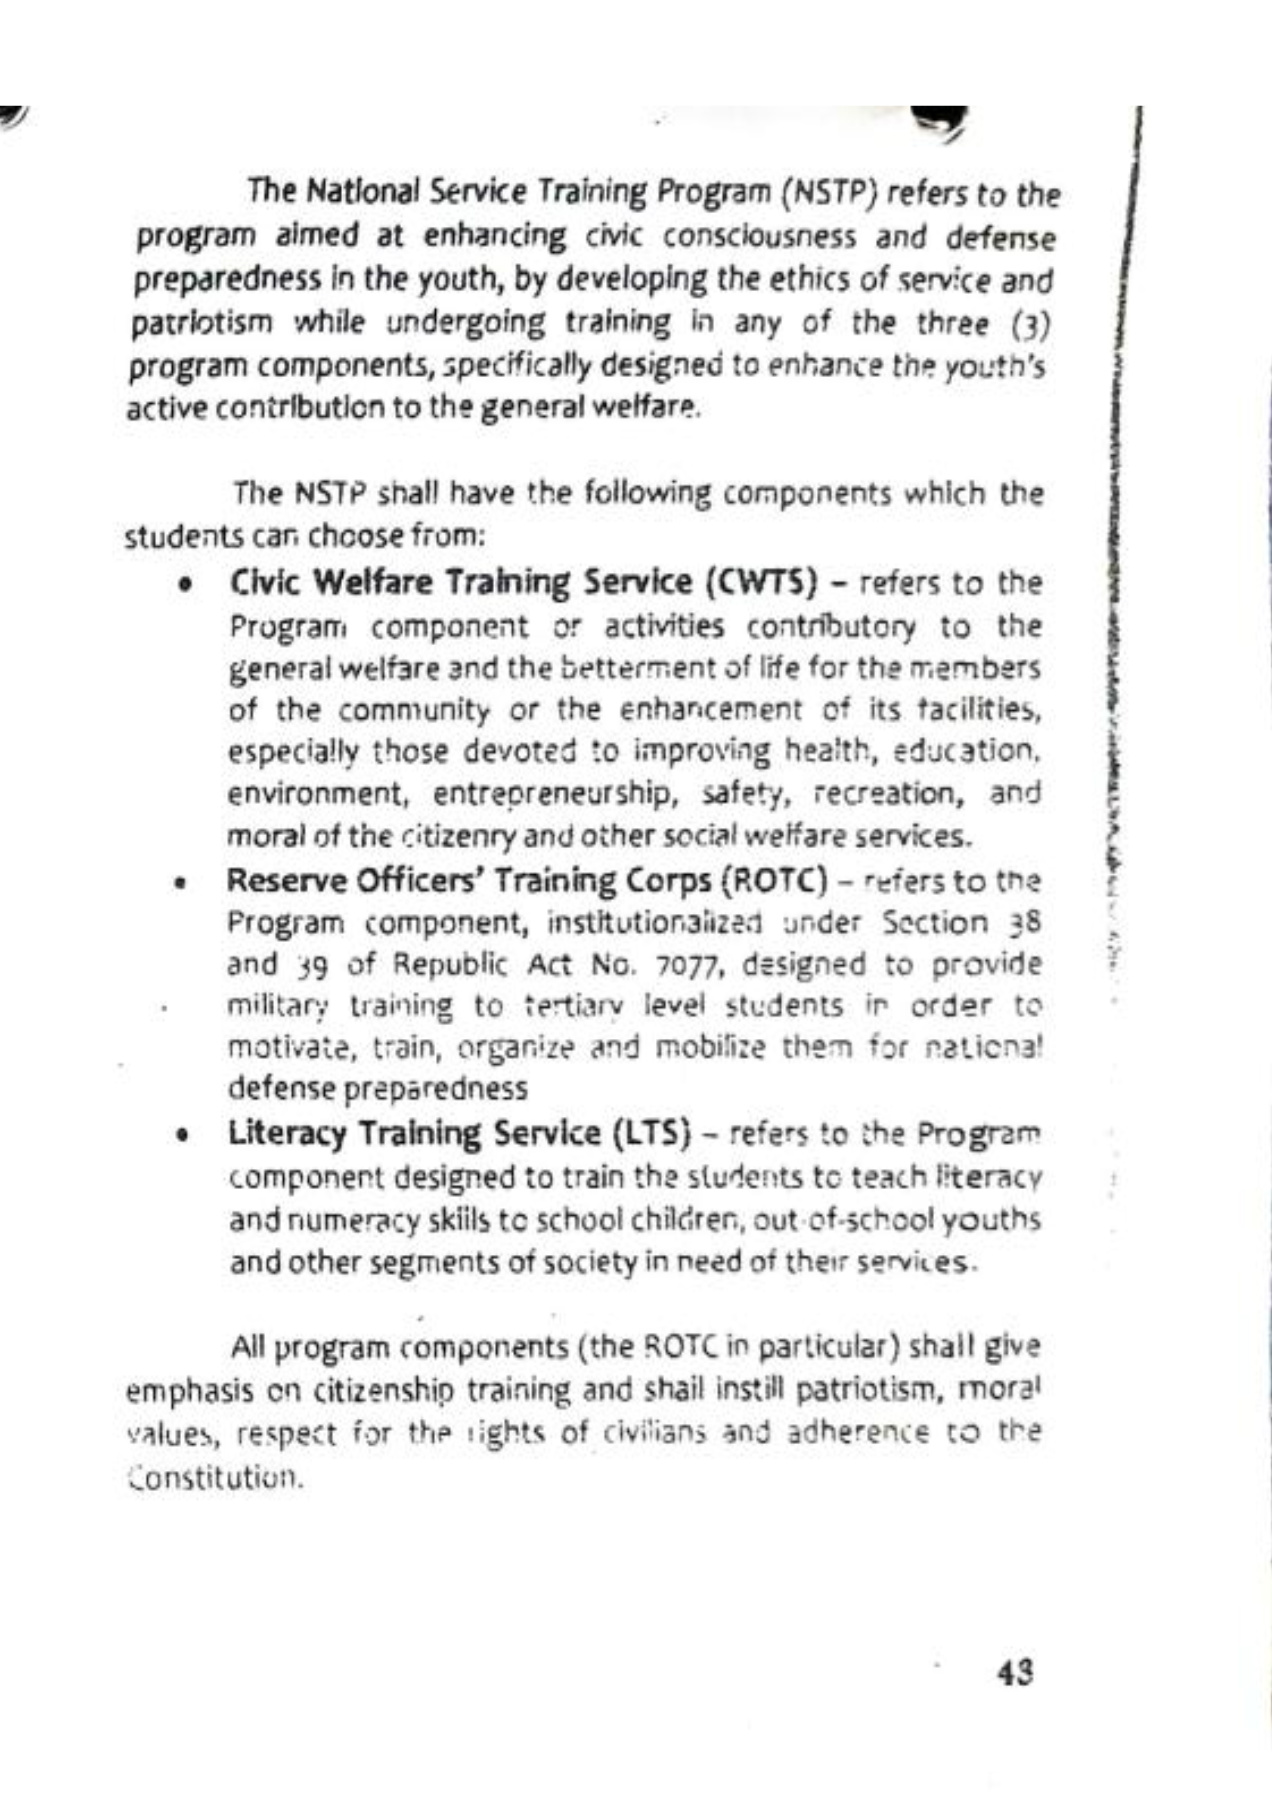 The National Service Training Program (NSTP) refers to the
program aimed at enhancing civic consciousness and defense
preparedness in the youth, by developing the ethics of service and
patriotism while undergoing training in any of the three (3)
program components, specifically designed to enhance the youth's
active contribution to the general welfare.
The NSTP shall have the following components which the
students can choose from:
• Civic Welfare Training Service (CWTS) – refers to the
Program component or activities contributory to the
general welfare and the betterment of life for the members
of the community or the enhancement of its facilities,
especially those devoted to improving health, education,
environment, entrepreneurship, safety, recreation, and
moral of the citizenry and other social welfare services.
• Reserve Officers' Training Corps (ROTC) – refers to the
Program component, institutionalized under Section 38
and 39 of Republic Act No. 7077, designed to provide
military training to tertiary level students in order to
motivate, train, organize and mobilize them for national
defense preparedness
• Literacy Training Service (LTS) – refers to the Program
component designed to train the students to teach literacy
and numeracy skills to school children, out-of-school youths
and other segments of society in need of their services.
All program components (the ROTC in particular) shall give
emphasis on citizenship training and shall instill patriotism, moral
values, respect for the rights of civilians and adherence to the
Constitution.
43